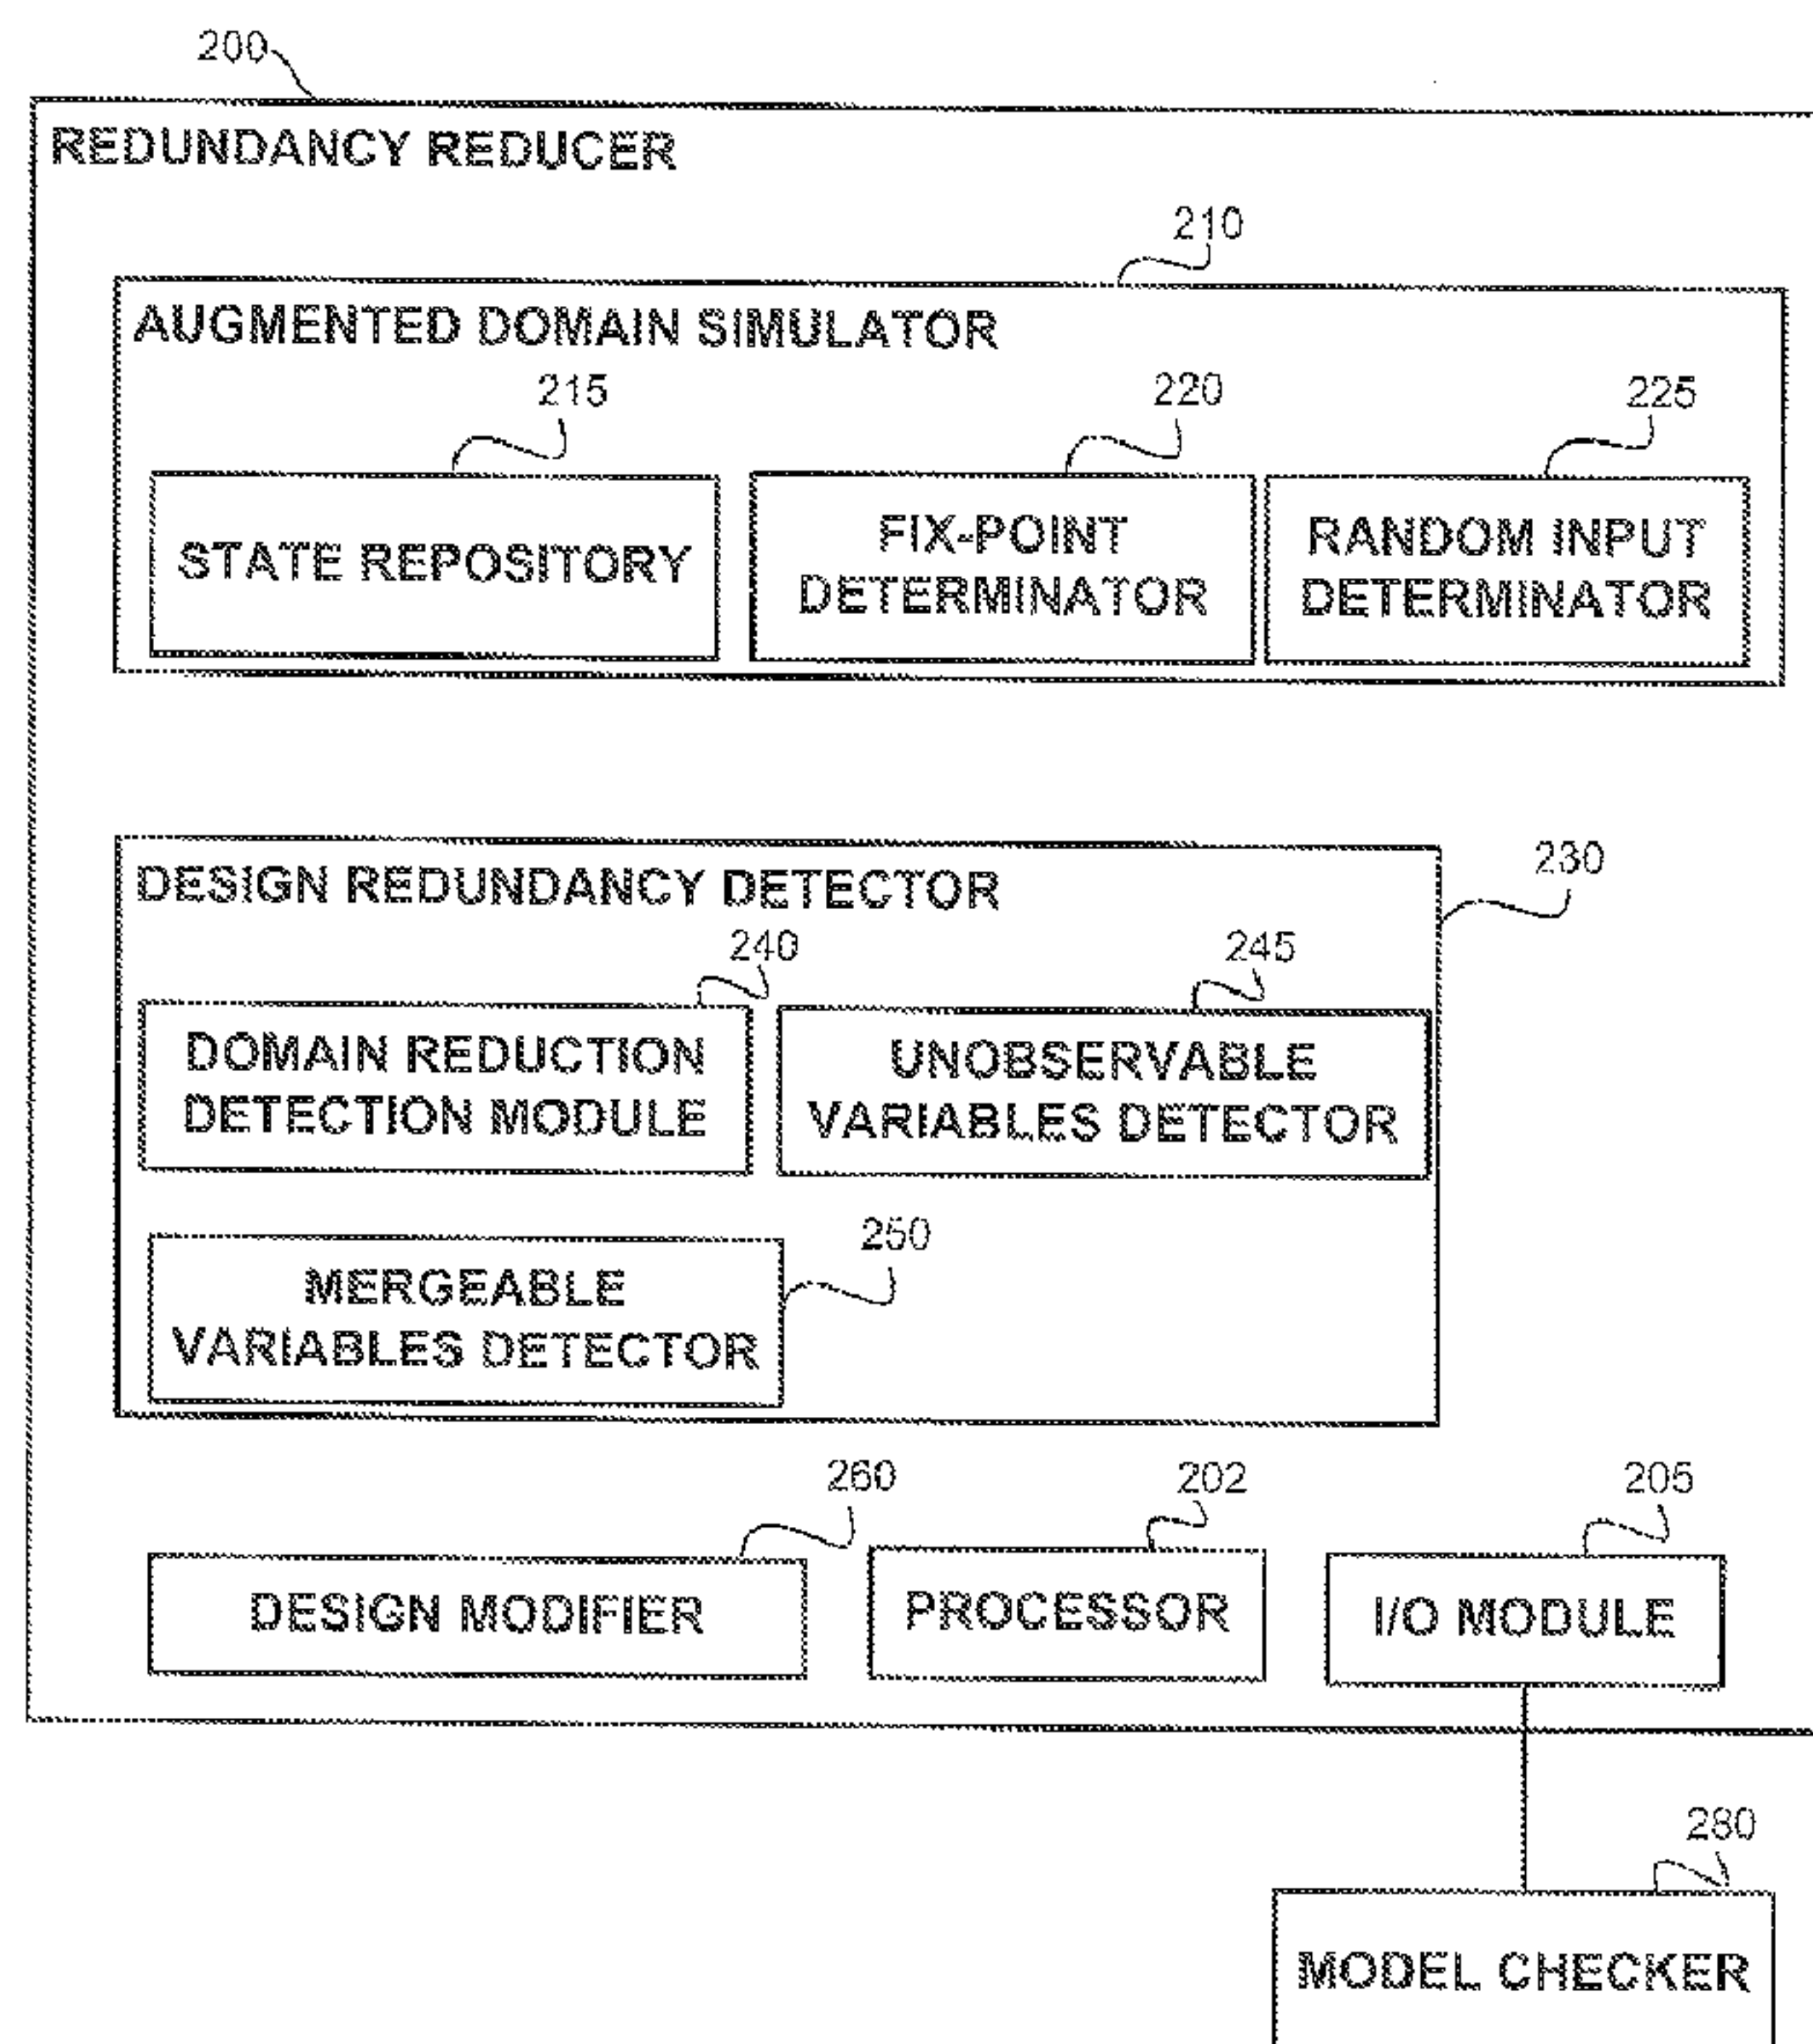 200
REDUNDANCY REDUCER
210
AUGMENTED DOMAIN SIMULATOR
215
220
225
STATE REPOSITORY
FIX-POINT
DETERMINATOR
RANDOM INPUT
DETERMINATOR
230
DESIGN REDUNDANCY DETECTOR
240
245
DOMAIN REDUCTION
DETECTION MODULE
UNOBSERVABLE
VARIABLES DETECTOR
250
MERGEABLE
VARIABLES DETECTOR
260
202
205
DESIGN MODIFIER
PROCESSOR
I/O MODULE
280
MODEL CHECKER